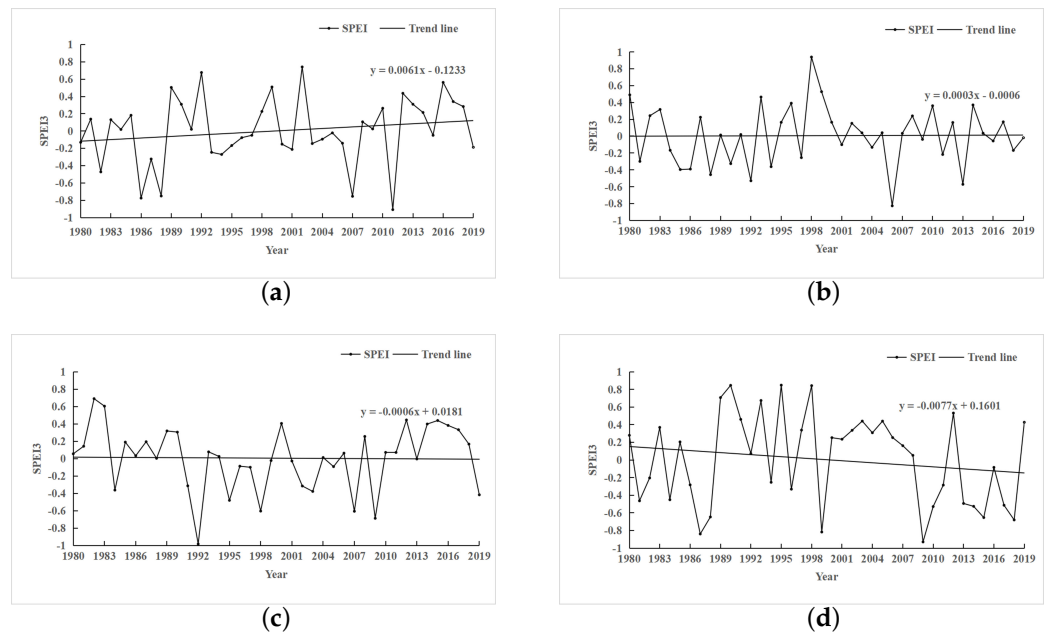 SPEI Trend line
y = 0.0061x - 0.1233
SPEI3
1
0.8
0.6
0.4
0.2
0
-0.2
-0.4
-0.6
-0.8
-1
1980 1983 1986 1989 1992 1995 1998 2001 2004 2007 2010 2013 2016 2019
Year
(a)
SPEI Trend line
y = 0.0003x - 0.0006
SPEI3
1
0.8
0.6
0.4
0.2
0
-0.2
-0.4
-0.6
-0.8
-1
1980 1983 1986 1989 1992 1995 1998 2001 2004 2007 2010 2013 2016 2019
Year
(b)
SPEI Trend line
y = -0.0006x + 0.0181
SPEI3
1
0.8
0.6
0.4
0.2
0
-0.2
-0.4
-0.6
-0.8
-1
1980 1983 1986 1989 1992 1995 1998 2001 2004 2007 2010 2013 2016 2019
Year
(c)
SPEI Trend line
y = -0.0077x + 0.1601
SPEI3
1
0.8
0.6
0.4
0.2
0
-0.2
-0.4
-0.6
-0.8
-1
1980 1983 1986 1989 1992 1995 1998 2001 2004 2007 2010 2013 2016 2019
Year
(d)